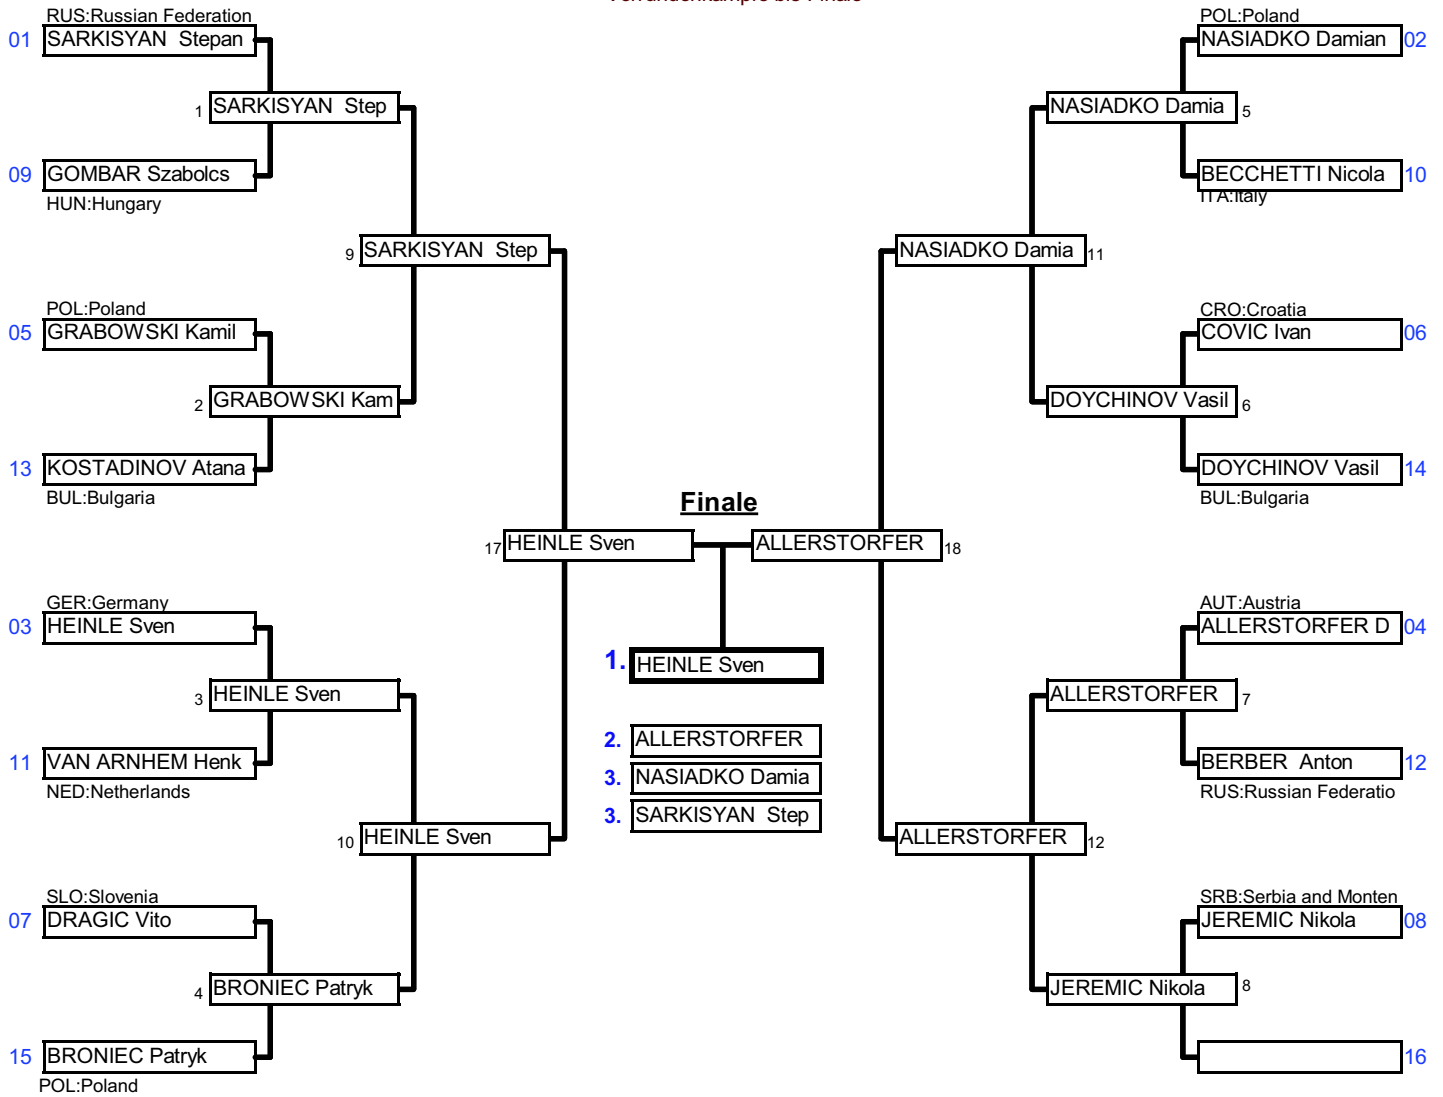 RUS:Russian Federation
01 SARKISYAN  Stepan
1 SARKISYAN  Step
09 GOMBAR Szabolcs
HUN:Hungary
9 SARKISYAN  Step
POL:Poland
05 GRABOWSKI Kamil
2 GRABOWSKI Kam
13 KOSTADINOV Atana
BUL:Bulgaria
17 HEINLE Sven
GER:Germany
03 HEINLE Sven
3 HEINLE Sven
11 VAN ARNHEM Henk
NED:Netherlands
10 HEINLE Sven
SLO:Slovenia
07 DRAGIC Vito
4 BRONIEC Patryk
15 BRONIEC Patryk
POL:Poland
Finale
1. HEINLE Sven
2. ALLERSTORFER
3. NASIADKO Damia
3. SARKISYAN  Step
POL:Poland
NASIADKO Damian 02
NASIADKO Damia 5
BECCHETTI Nicola 10
ITA:Italy
NASIADKO Damia 11
CRO:Croatia
COVIC Ivan 06
DOYCHINOV Vasil 6
DOYCHINOV Vasil 14
BUL:Bulgaria
ALLERSTORFER 18
AUT:Austria
ALLERSTORFER D 04
ALLERSTORFER 7
BERBER  Anton 12
RUS:Russian Federatio
ALLERSTORFER 12
SRB:Serbia and Monten
JEREMIC Nikola 08
JEREMIC Nikola 8
16